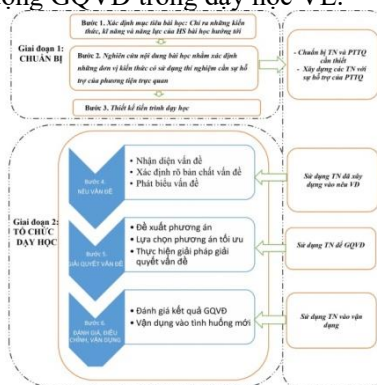 ộng GQVĐ trong dạy học VL.
Bước 1. Xác định mục tiêu bài học: Chỉ ra những kiến
thức, kĩ năng và năng lực của HS bài học hướng tới
Giai đoạn 1:
CHUẨN BỊ
Bước 2. Nghiên cứu nội dung bài học nhằm xác định
những đơn vị kiến thức có sử dụng thí nghiệm cần sự hỗ
trợ của phương tiện trực quan
Bước 3. Thiết kế tiến trình dạy học
- Chuẩn bị TN và PTTQ
cần thiết
- Xây dựng các TN với
sự hỗ trợ của PTTQ
Giai đoạn 2:
TỔ CHỨC
DẠY HỌC
Bước 4.
NÊU VẤN ĐỀ
• Nhận diện vấn đề
• Xác định rõ bản chất vấn đề
• Phát biểu vấn đề
Sử dụng TN đã xây
dựng vào nêu VĐ
Bước 5.
GIẢI QUYẾT VẤN ĐỀ
• Đề xuất phương án
• Lựa chọn phương án tối ưu
• Thực hiện giải pháp giải
quyết vấn đề
Sử dụng TN để GQVĐ
Bước 6.
ĐÁNH GIÁ, ĐIỀU
CHỈNH, VẬN DỤNG
• Đánh giá kết quả GQVĐ
• Vận dụng vào tình huống mới
Sử dụng TN vào vận
dụng